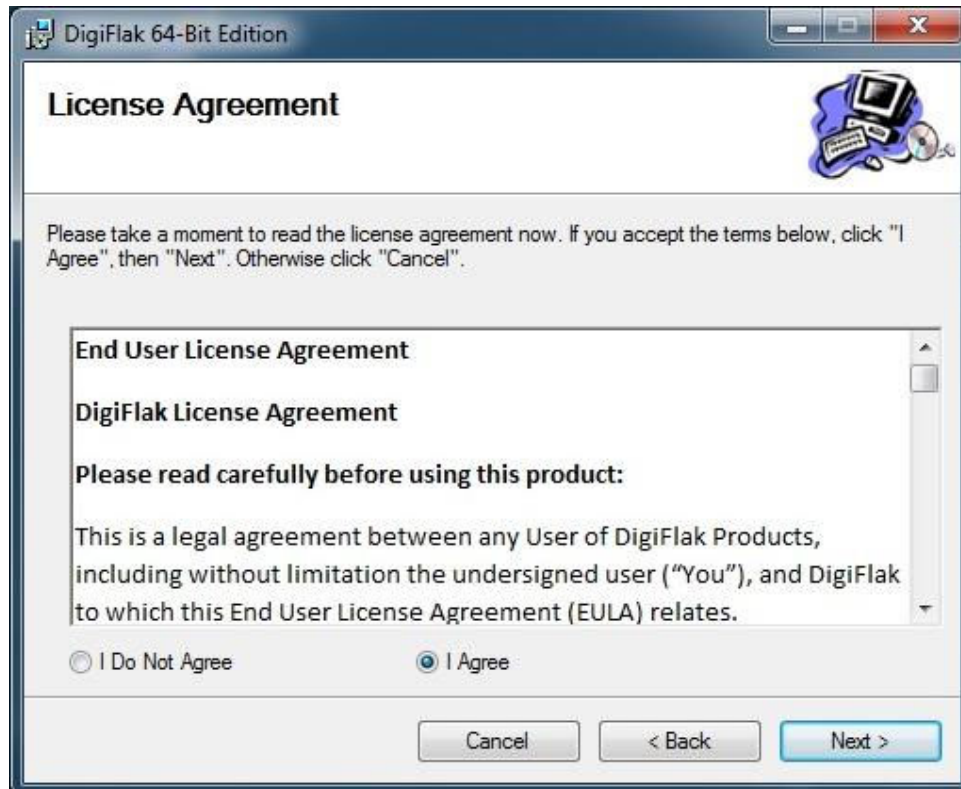 DigiFlak 64-Bit Edition
License Agreement
Please take a moment to read the license agreement now. If you accept the terms below, click "I
Agree", then "Next". Otherwise click "Cancel".
End User License Agreement
DigiFlak License Agreement
Please read carefully before using this product:
This is a legal agreement between any User of DigiFlak Products,
including without limitation the undersigned user (“You”), and DigiFlak
to which this End User License Agreement (EULA) relates.
I Do Not Agree
I Agree
Cancel
< Back
Next >